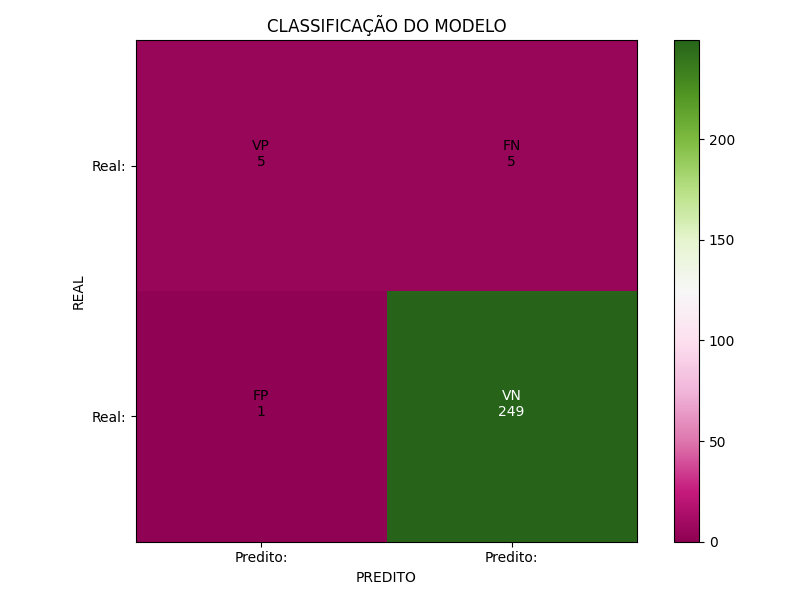 CLASSIFICAÇÃO DO MODELO
VP
5
FN
5
Real:
FP
1
VN
249
Real:
REAL
Predito:
Predito:
PREDITO
200
150
100
50
0